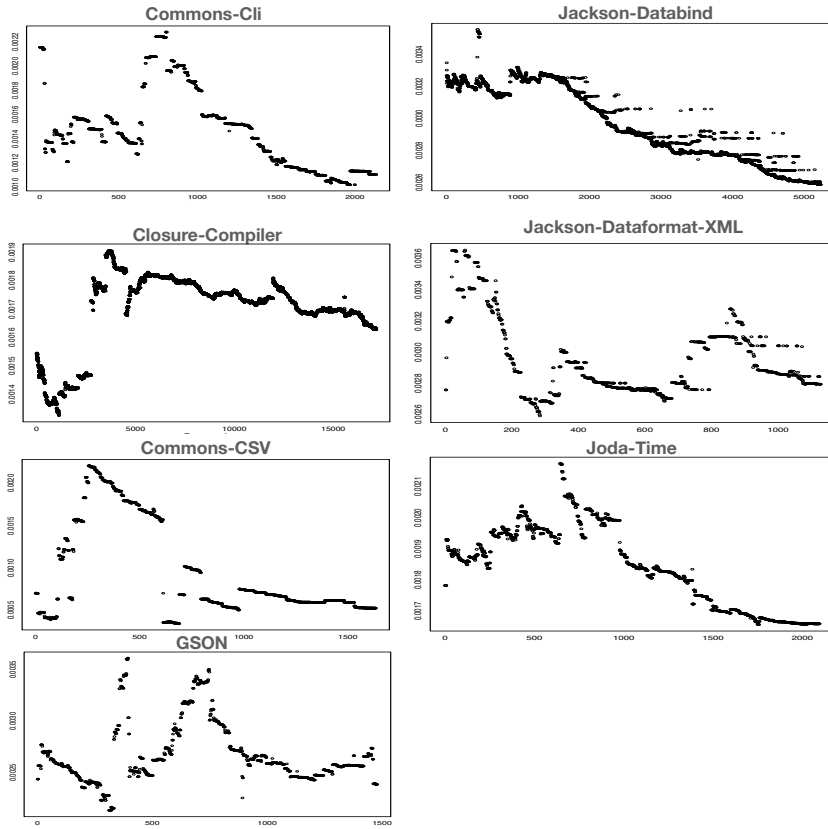 Commons-Cli
0.0022
0.0020
0.0018
0.0016
0.0014
0.0012
0.0010
0 500 1000 1500 2000
Jackson-Databind
0.0034
0.0032
0.0030
0.0028
0.0026
0 1000 2000 3000 4000 5000
Closure-Compiler
0.0019
0.0018
0.0017
0.0016
0.0015
0.0014
0 5000 10000 15000
Jackson-Dataformat-XML
0.0036
0.0034
0.0032
0.0030
0.0028
0.0026
0 200 400 600 800 1000
Commons-CSV
0.0020
0.0015
0.0010
0.0005
0 500 1000 1500
Joda-Time
0.0021
0.0020
0.0019
0.0018
0.0017
0 500 1000 1500 2000
GSON
0.0035
0.0030
0.0025
0 500 1000 1500